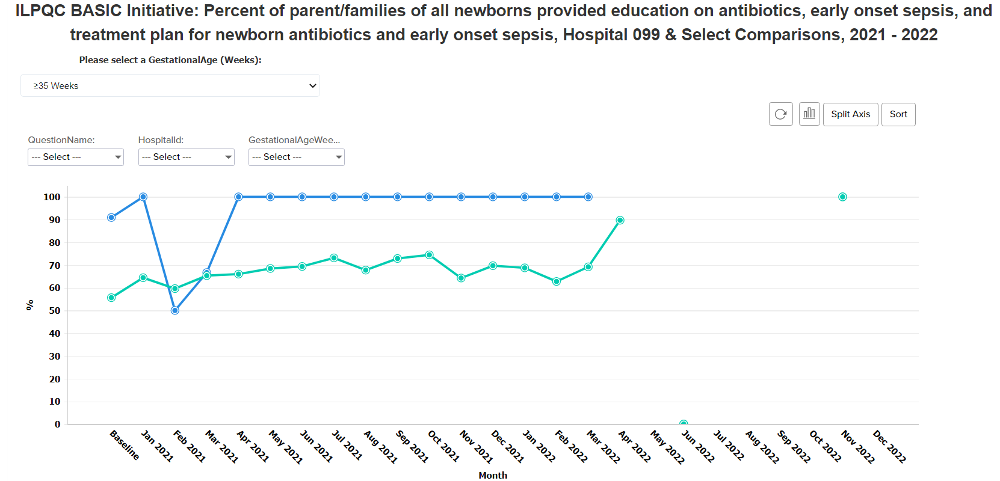 ILPQC BASIC Initiative: Percent of parent/families of all newborns provided education on antibiotics, early onset sepsis, and
treatment plan for newborn antibiotics and early onset sepsis, Hospital 099 & Select Comparisons, 2021 - 2022
Please select a GestationalAge (Weeks):
≥35 Weeks
Split Axis
Sort
QuestionName:
HospitalId:
GestationalAgeWee...
--- Select ---
--- Select ---
--- Select ---
100
90
80
70
60
50
40
30
20
10
0
%
Baseline
Jan 2021
Feb 2021
Mar 2021
Apr 2021
May 2021
Jun 2021
Jul 2021
Aug 2021
Sep 2021
Oct 2021
Nov 2021
Dec 2021
Jan 2022
Feb 2022
Mar 2022
Apr 2022
May 2022
Jun 2022
Jul 2022
Aug 2022
Sep 2022
Oct 2022
Nov 2022
Dec 2022
Month